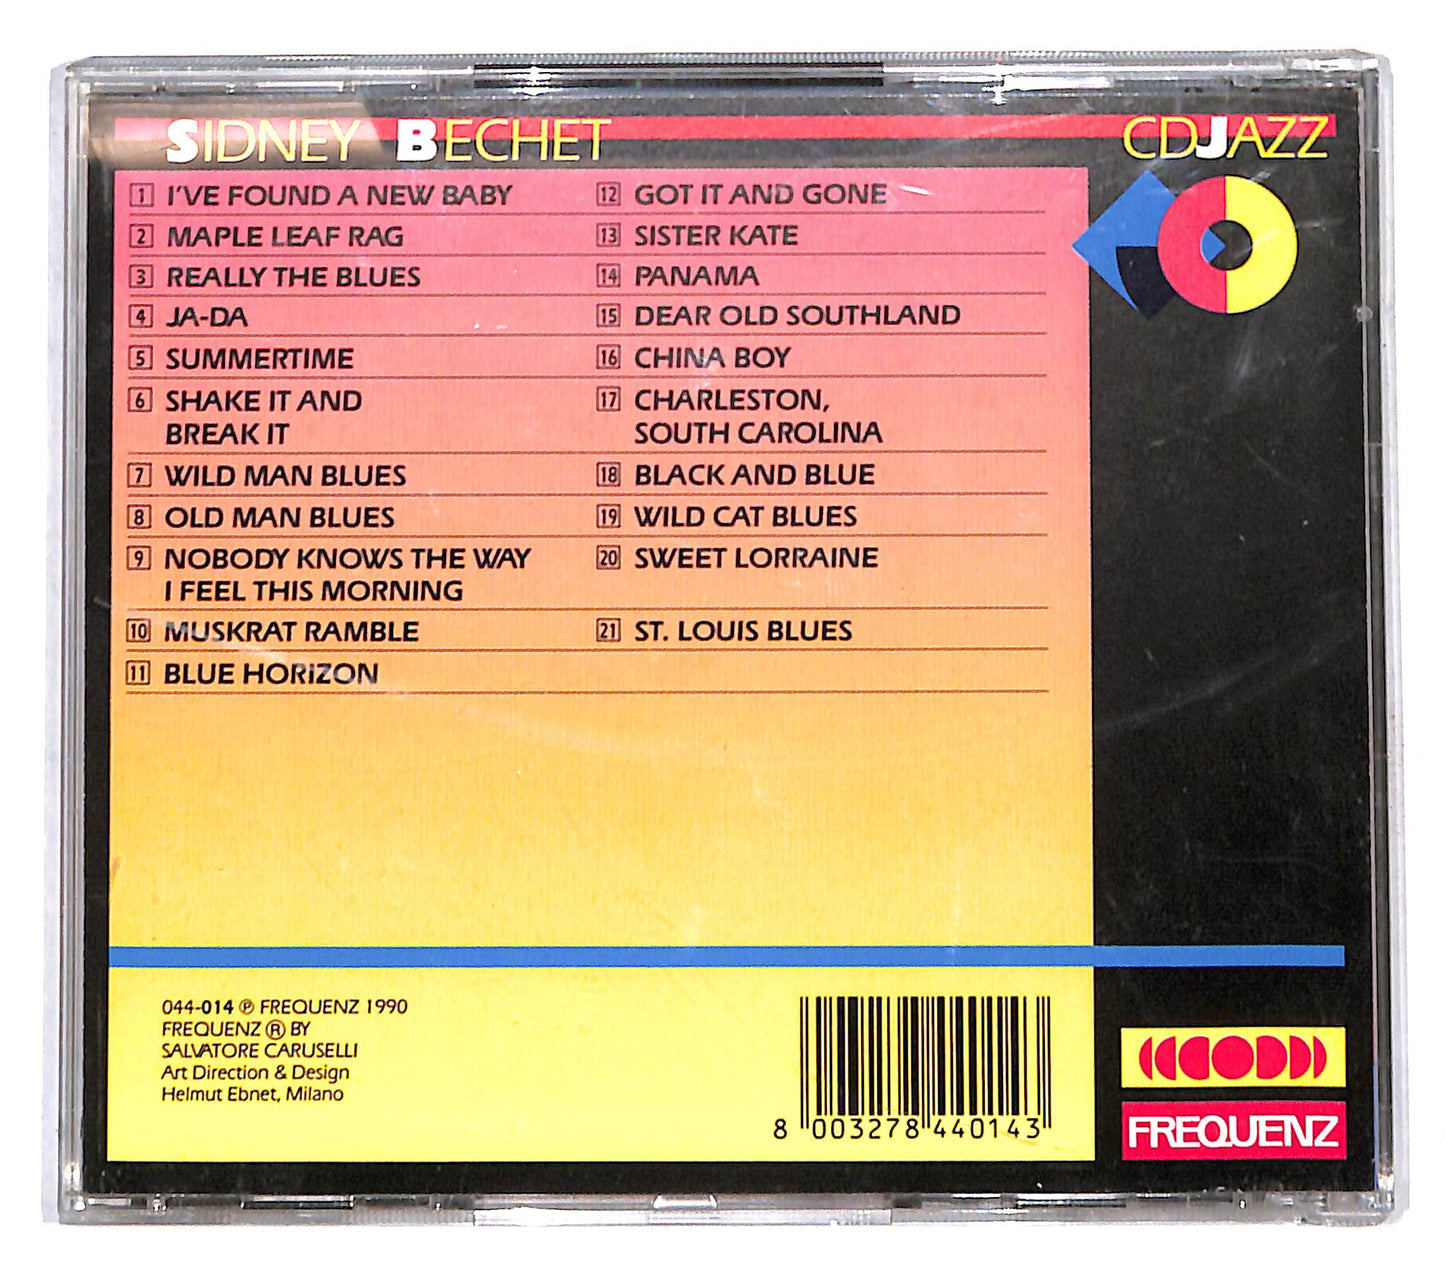 SIDNEY BECHET
CDJAZZ
1 I'VE FOUND A NEW BABY
2 MAPLE LEAF RAG
3 REALLY THE BLUES
4 JA-DA
5 SUMMERTIME
6 SHAKE IT AND
BREAK IT
7 WILD MAN BLUES
8 OLD MAN BLUES
9 NOBODY KNOWS THE WAY
I FEEL THIS MORNING
10 MUSKRAT RAMBLE
11 BLUE HORIZON
12 GOT IT AND GONE
13 SISTER KATE
14 PANAMA
15 DEAR OLD SOUTHLAND
16 CHINA BOY
17 CHARLESTON,
SOUTH CAROLINA
18 BLACK AND BLUE
19 WILD CAT BLUES
20 SWEET LORRAINE
21 ST. LOUIS BLUES
044-014 ℗ FREQUENZ 1990
FREQUENZ ® BY
SALVATORE CARUSELLI
Art Direction & Design
Helmut Ebnet, Milano
8 003278 440143
FREQUENZ